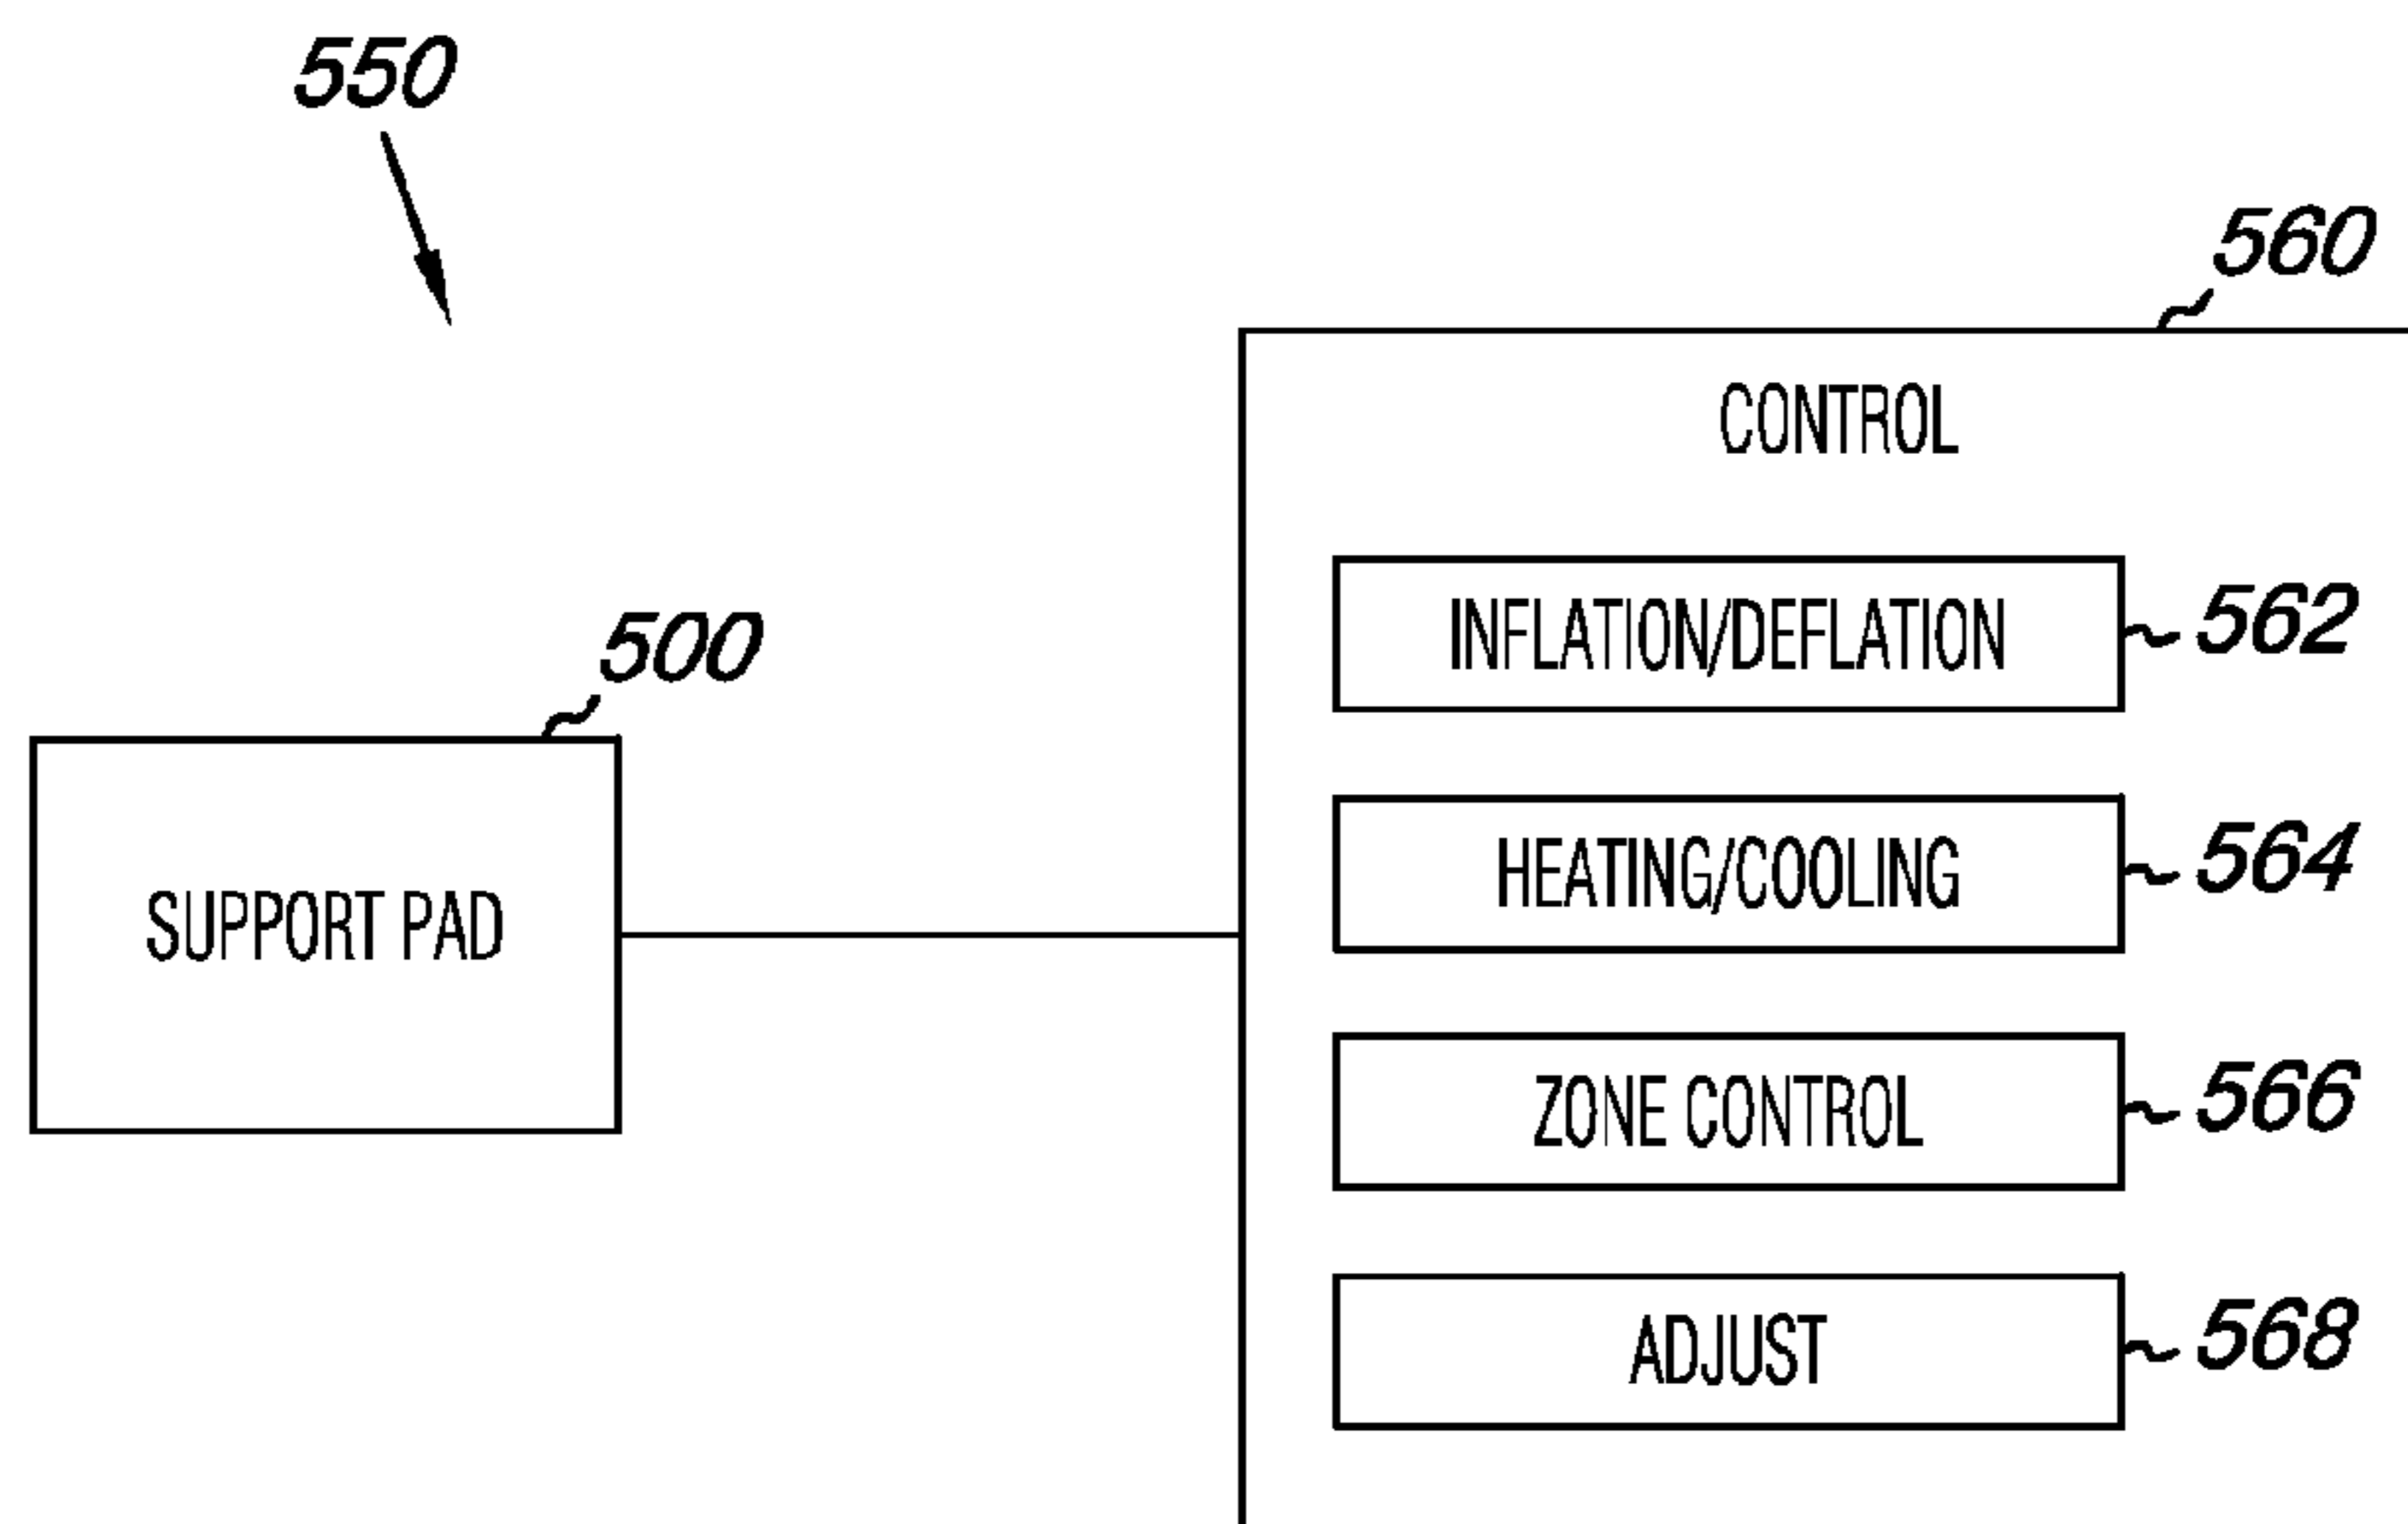 550
560
CONTROL
INFLATION/DEFLATION
562
500
HEATING/COOLING
564
SUPPORT PAD
ZONE CONTROL
566
ADJUST
568